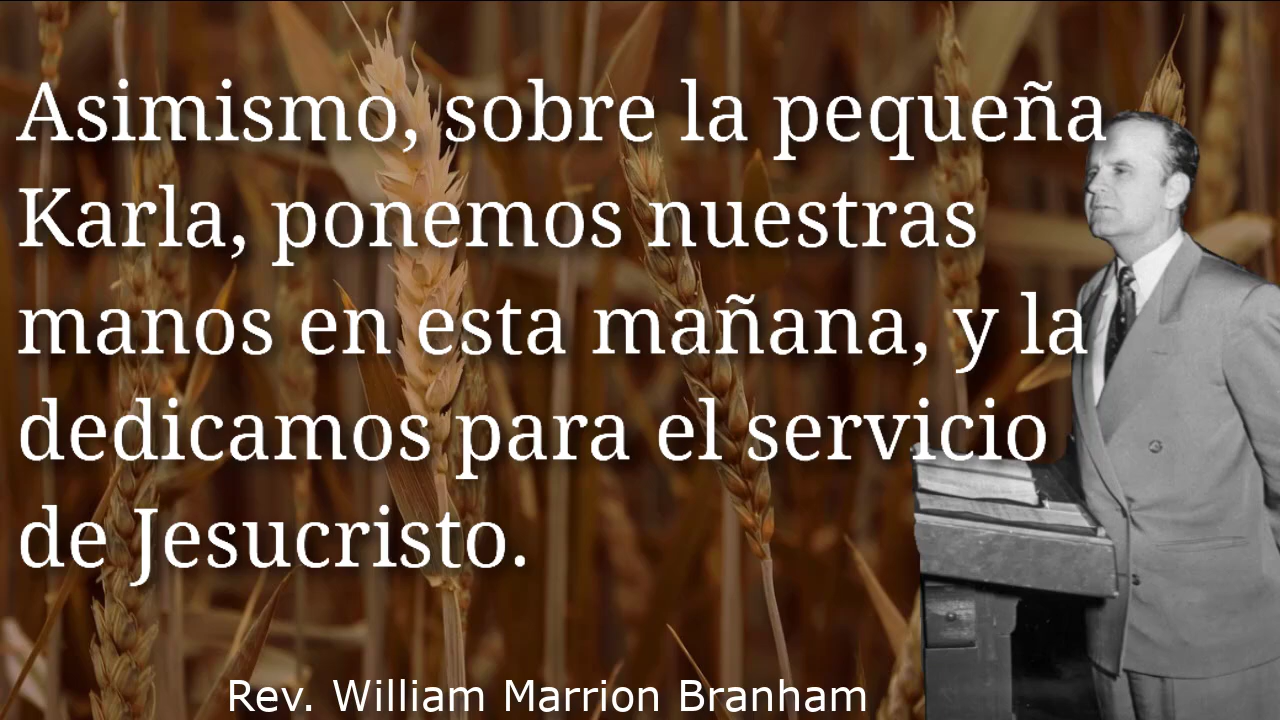 Asimismo, sobre la pequeña
Karla, ponemos nuestras
manos en esta mañana, y la
dedicamos para el servicio
de Jesucristo.
Rev. William Marrion Branham